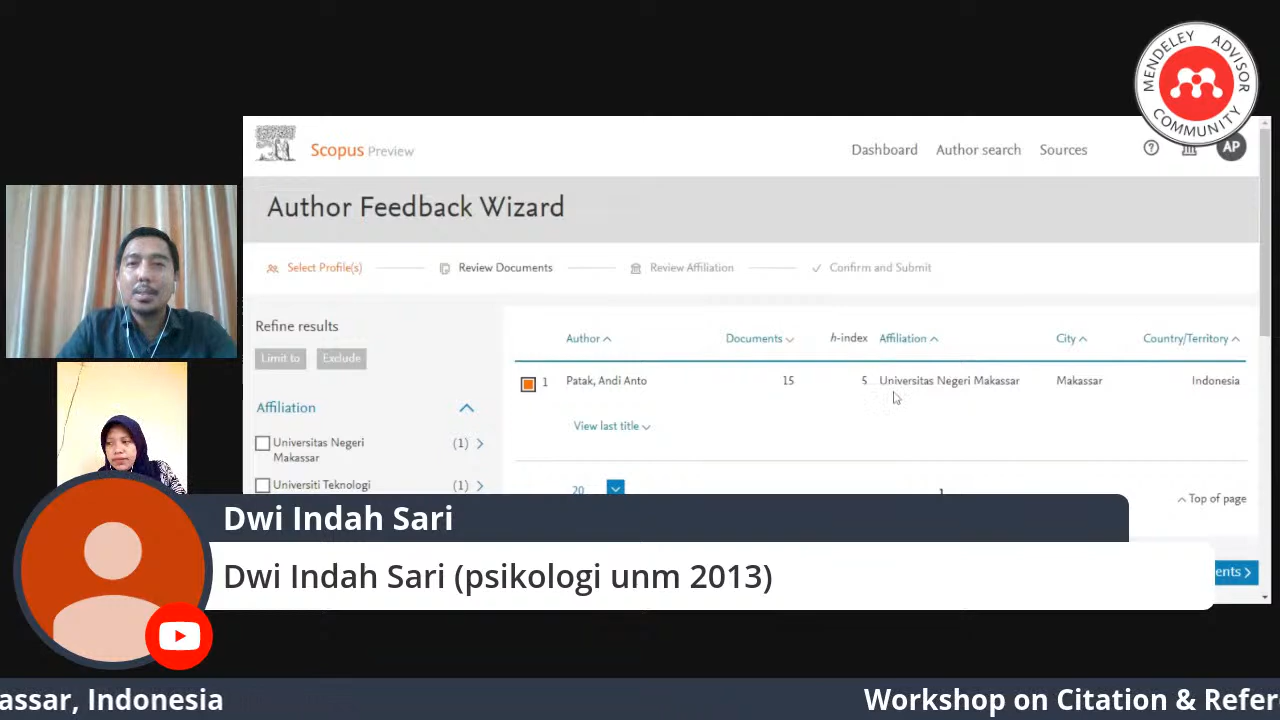 MENDELEY ADVISOR
COMMUNITY
Scopus Preview
Dashboard
Author search
Sources
AP
Author Feedback Wizard
Select Profile(s)
Review Documents
Review Affiliation
Confirm and Submit
Refine results
Limit to
Exclude
Author
Documents
h-index
Affiliation
City
Country/Territory
1
Patak, Andi Anto
15
5
Universitas Negeri Makassar
Makassar
Indonesia
View last title
Affiliation
Universitas Negeri
Makassar
(1)
Universiti Teknologi
(1)
20
1
Top of page
Dwi Indah Sari
Dwi Indah Sari (psikologi unm 2013)
ents
assar, Indonesia
Workshop on Citation & Refer